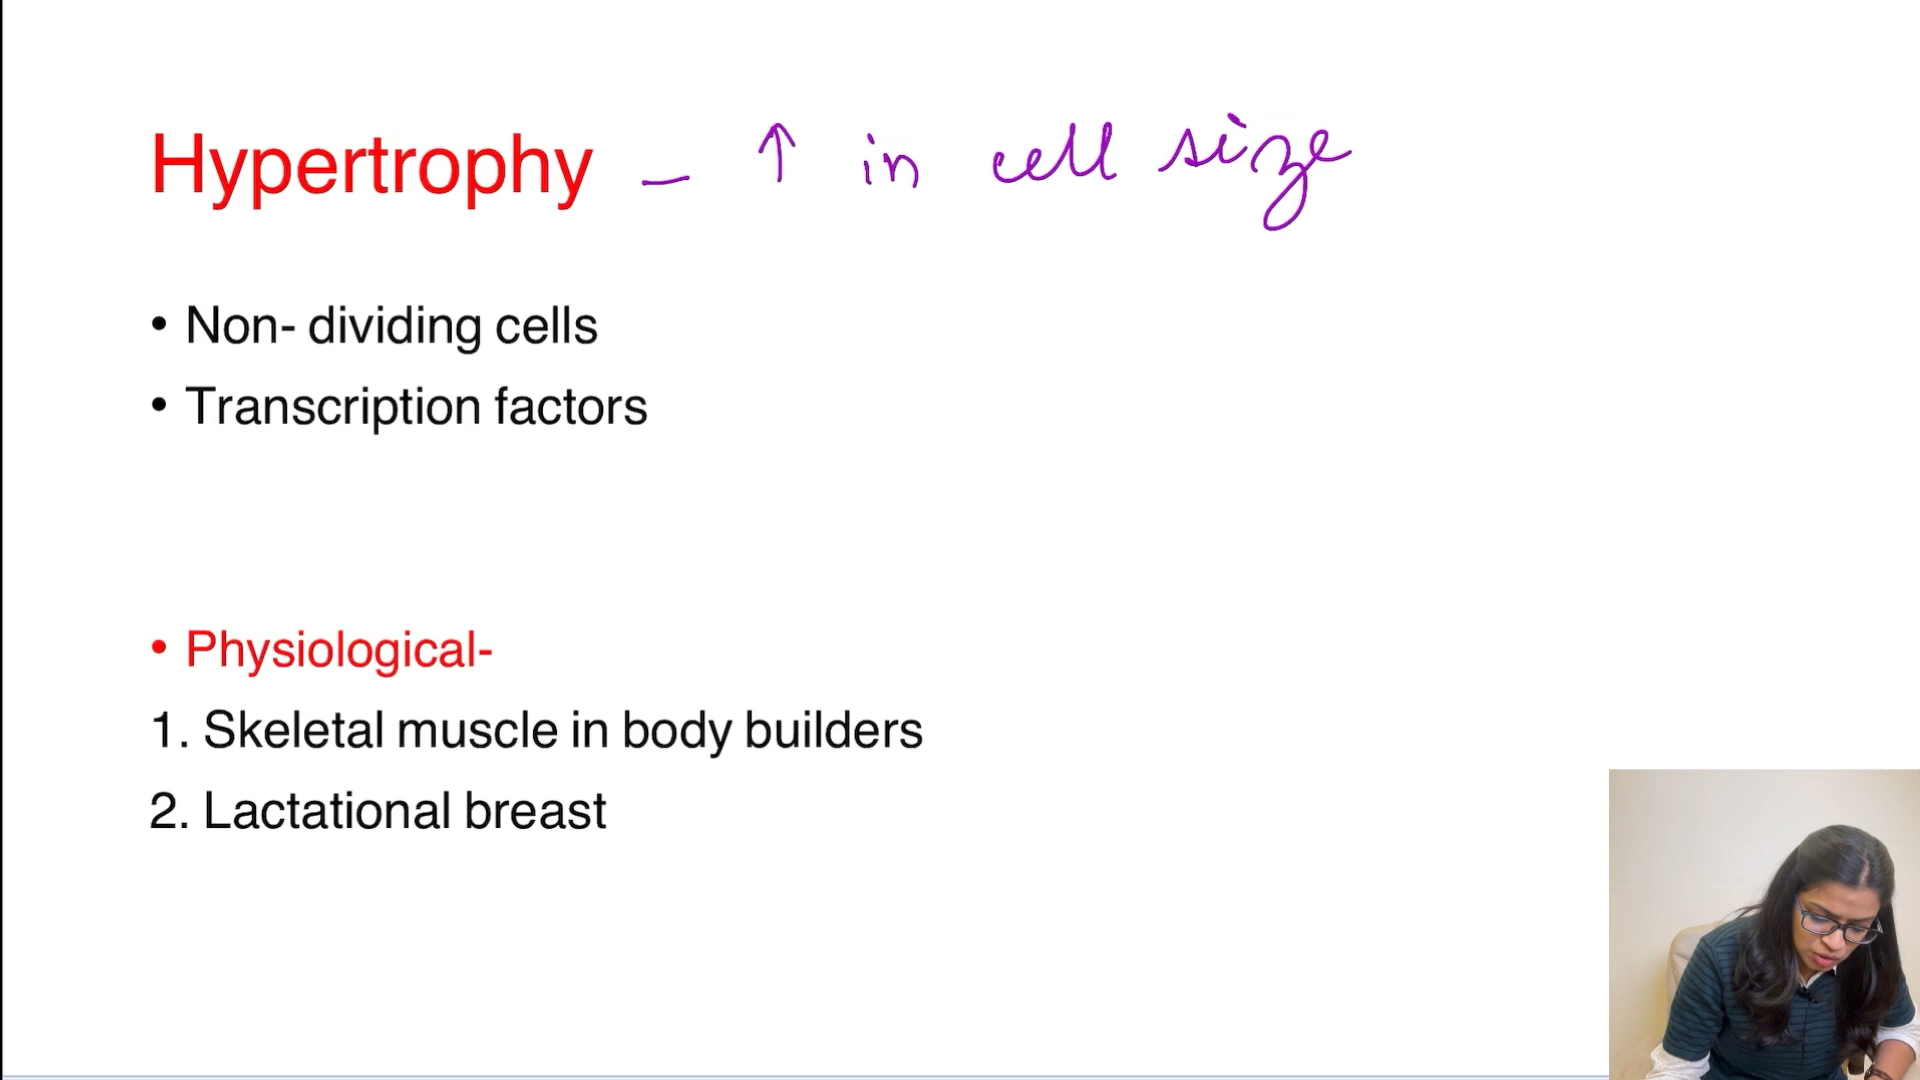 Hypertrophy - ↑ in cell size
• Non- dividing cells
• Transcription factors
• Physiological-
1. Skeletal muscle in body builders
2. Lactational breast